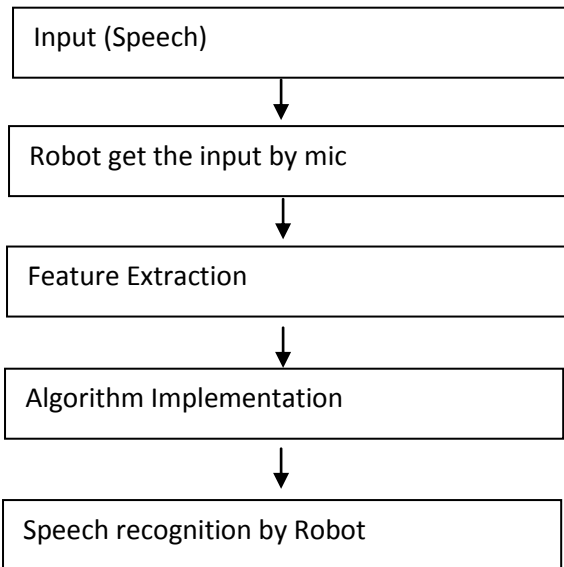 Input (Speech)
Robot get the input by mic
Feature Extraction
Algorithm Implementation
Speech recognition by Robot